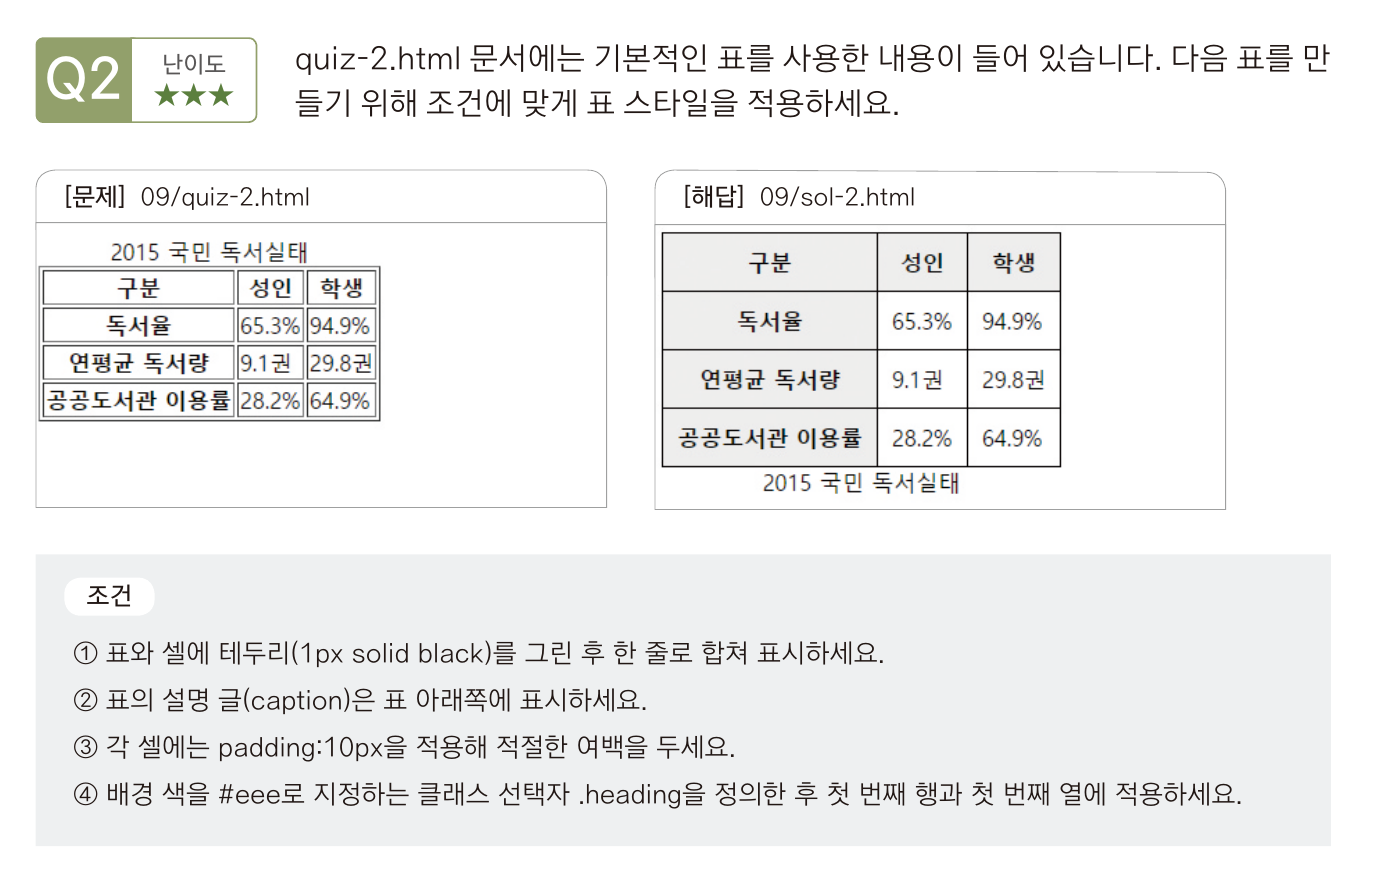 Q2
난이도
★★★
quiz-2.html 문서에는 기본적인 표를 사용한 내용이 들어 있습니다. 다음 표를 만
들기 위해 조건에 맞게 표 스타일을 적용하세요.
[문제] 09/quiz-2.html
2015 국민 독서실태
구분 성인 학생
독서율 65.3% 94.9%
연평균 독서량 9.1권 29.8권
공공도서관 이용률 28.2% 64.9%
[해답] 09/sol-2.html
구분 성인 학생
독서율 65.3% 94.9%
연평균 독서량 9.1권 29.8권
공공도서관 이용률 28.2% 64.9%
2015 국민 독서실태
조건
① 표와 셀에 테두리(1px solid black)를 그린 후 한 줄로 합쳐 표시하세요.
② 표의 설명 글(caption)은 표 아래쪽에 표시하세요.
③ 각 셀에는 padding:10px을 적용해 적절한 여백을 두세요.
④ 배경 색을 #eee로 지정하는 클래스 선택자 .heading을 정의한 후 첫 번째 행과 첫 번째 열에 적용하세요.